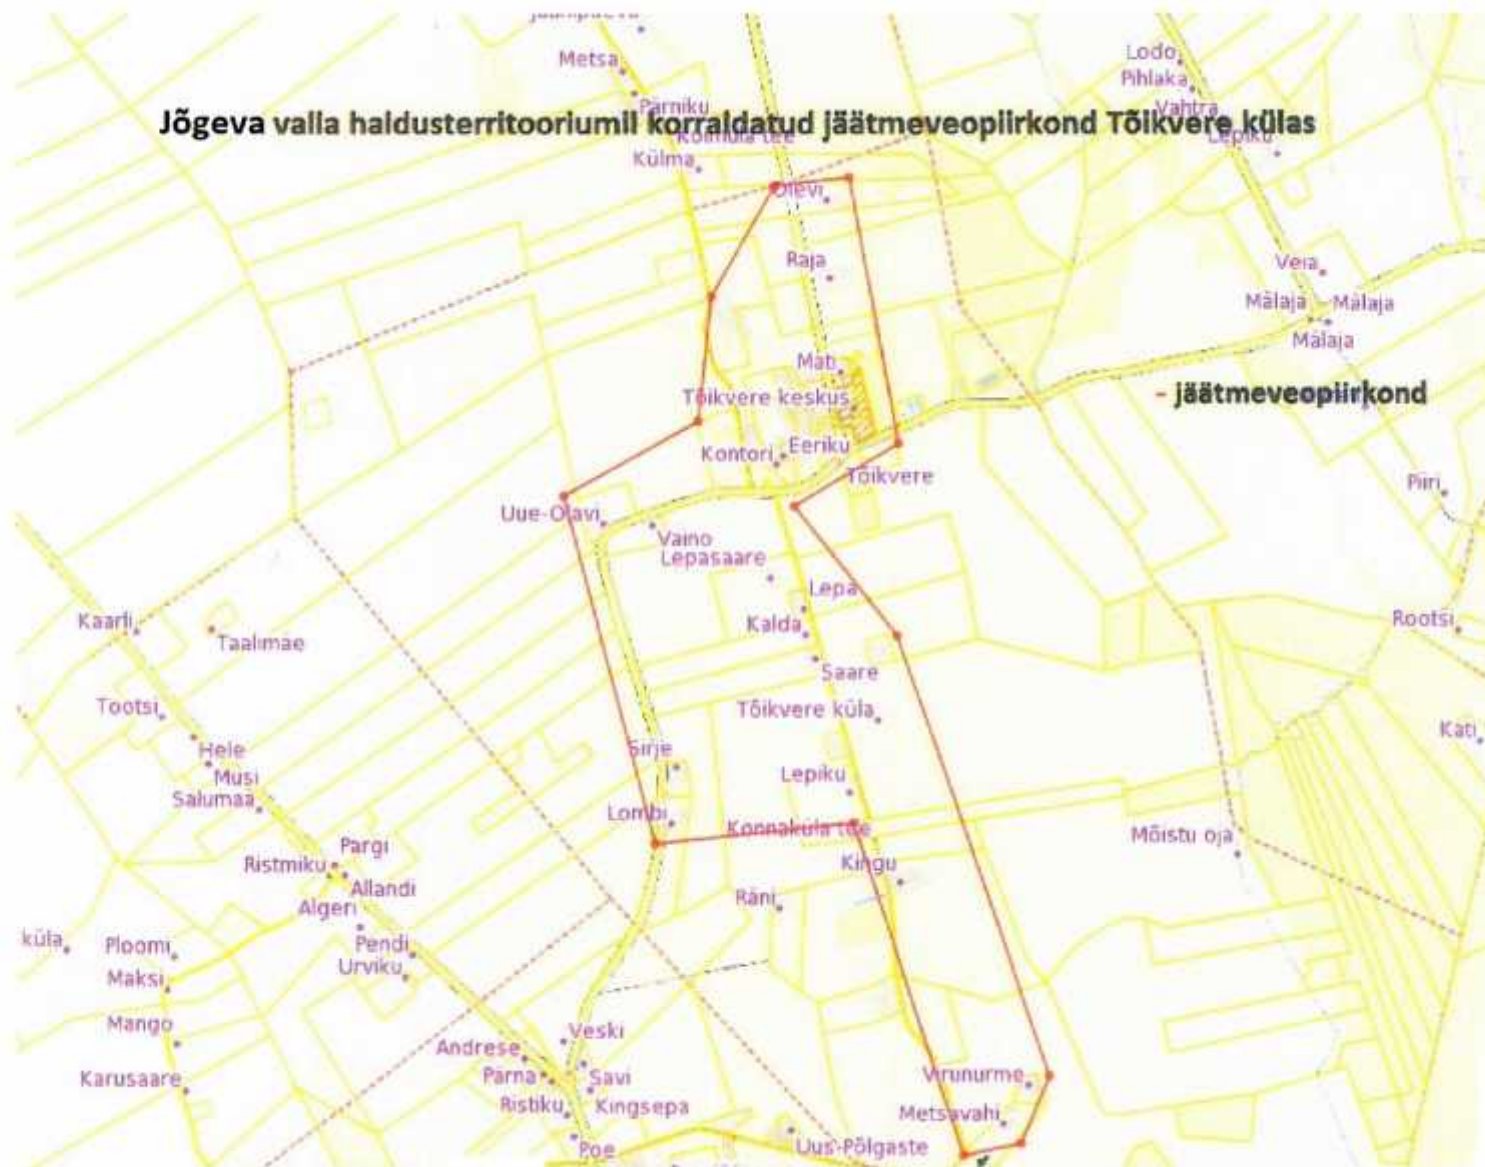 Metsa
Lodo
Pihlaka
Parniku
Vahtra
Jõgeva valla haldusterritooriumil korraldatud jäätmeveopiirkond Tõikvere külas
Lepiku
Külma
Olevi
Raja
Veia
Mälaja
Mälaja
Mälaja
Mati
Tõikvere keskus
- jäätmeveopiirkond
Eeriku
Kontori
Tõikvere
Piiri
Uue-Olavi
Vaino
Lepasaare
Lepa
Kaarli
Kalda
Taalimae
Rootsi
Saare
Tootsi
Tõikvere küla
Kati
Hele
Sirje
Musi
Lepiku
Salumaa
Lombi
Konnaküla tee
Mõistu oja
Pargi
Ristmiku
Kingu
Allandi
Räni
Algeri
küla
Ploomi
Pendi
Urviku
Maksi
Mango
Veski
Andrese
Karusaare
Parna
Savi
Virunurme
Ristiku
Kingsepa
Metsavahi
Poe
Uus-Põlgaste